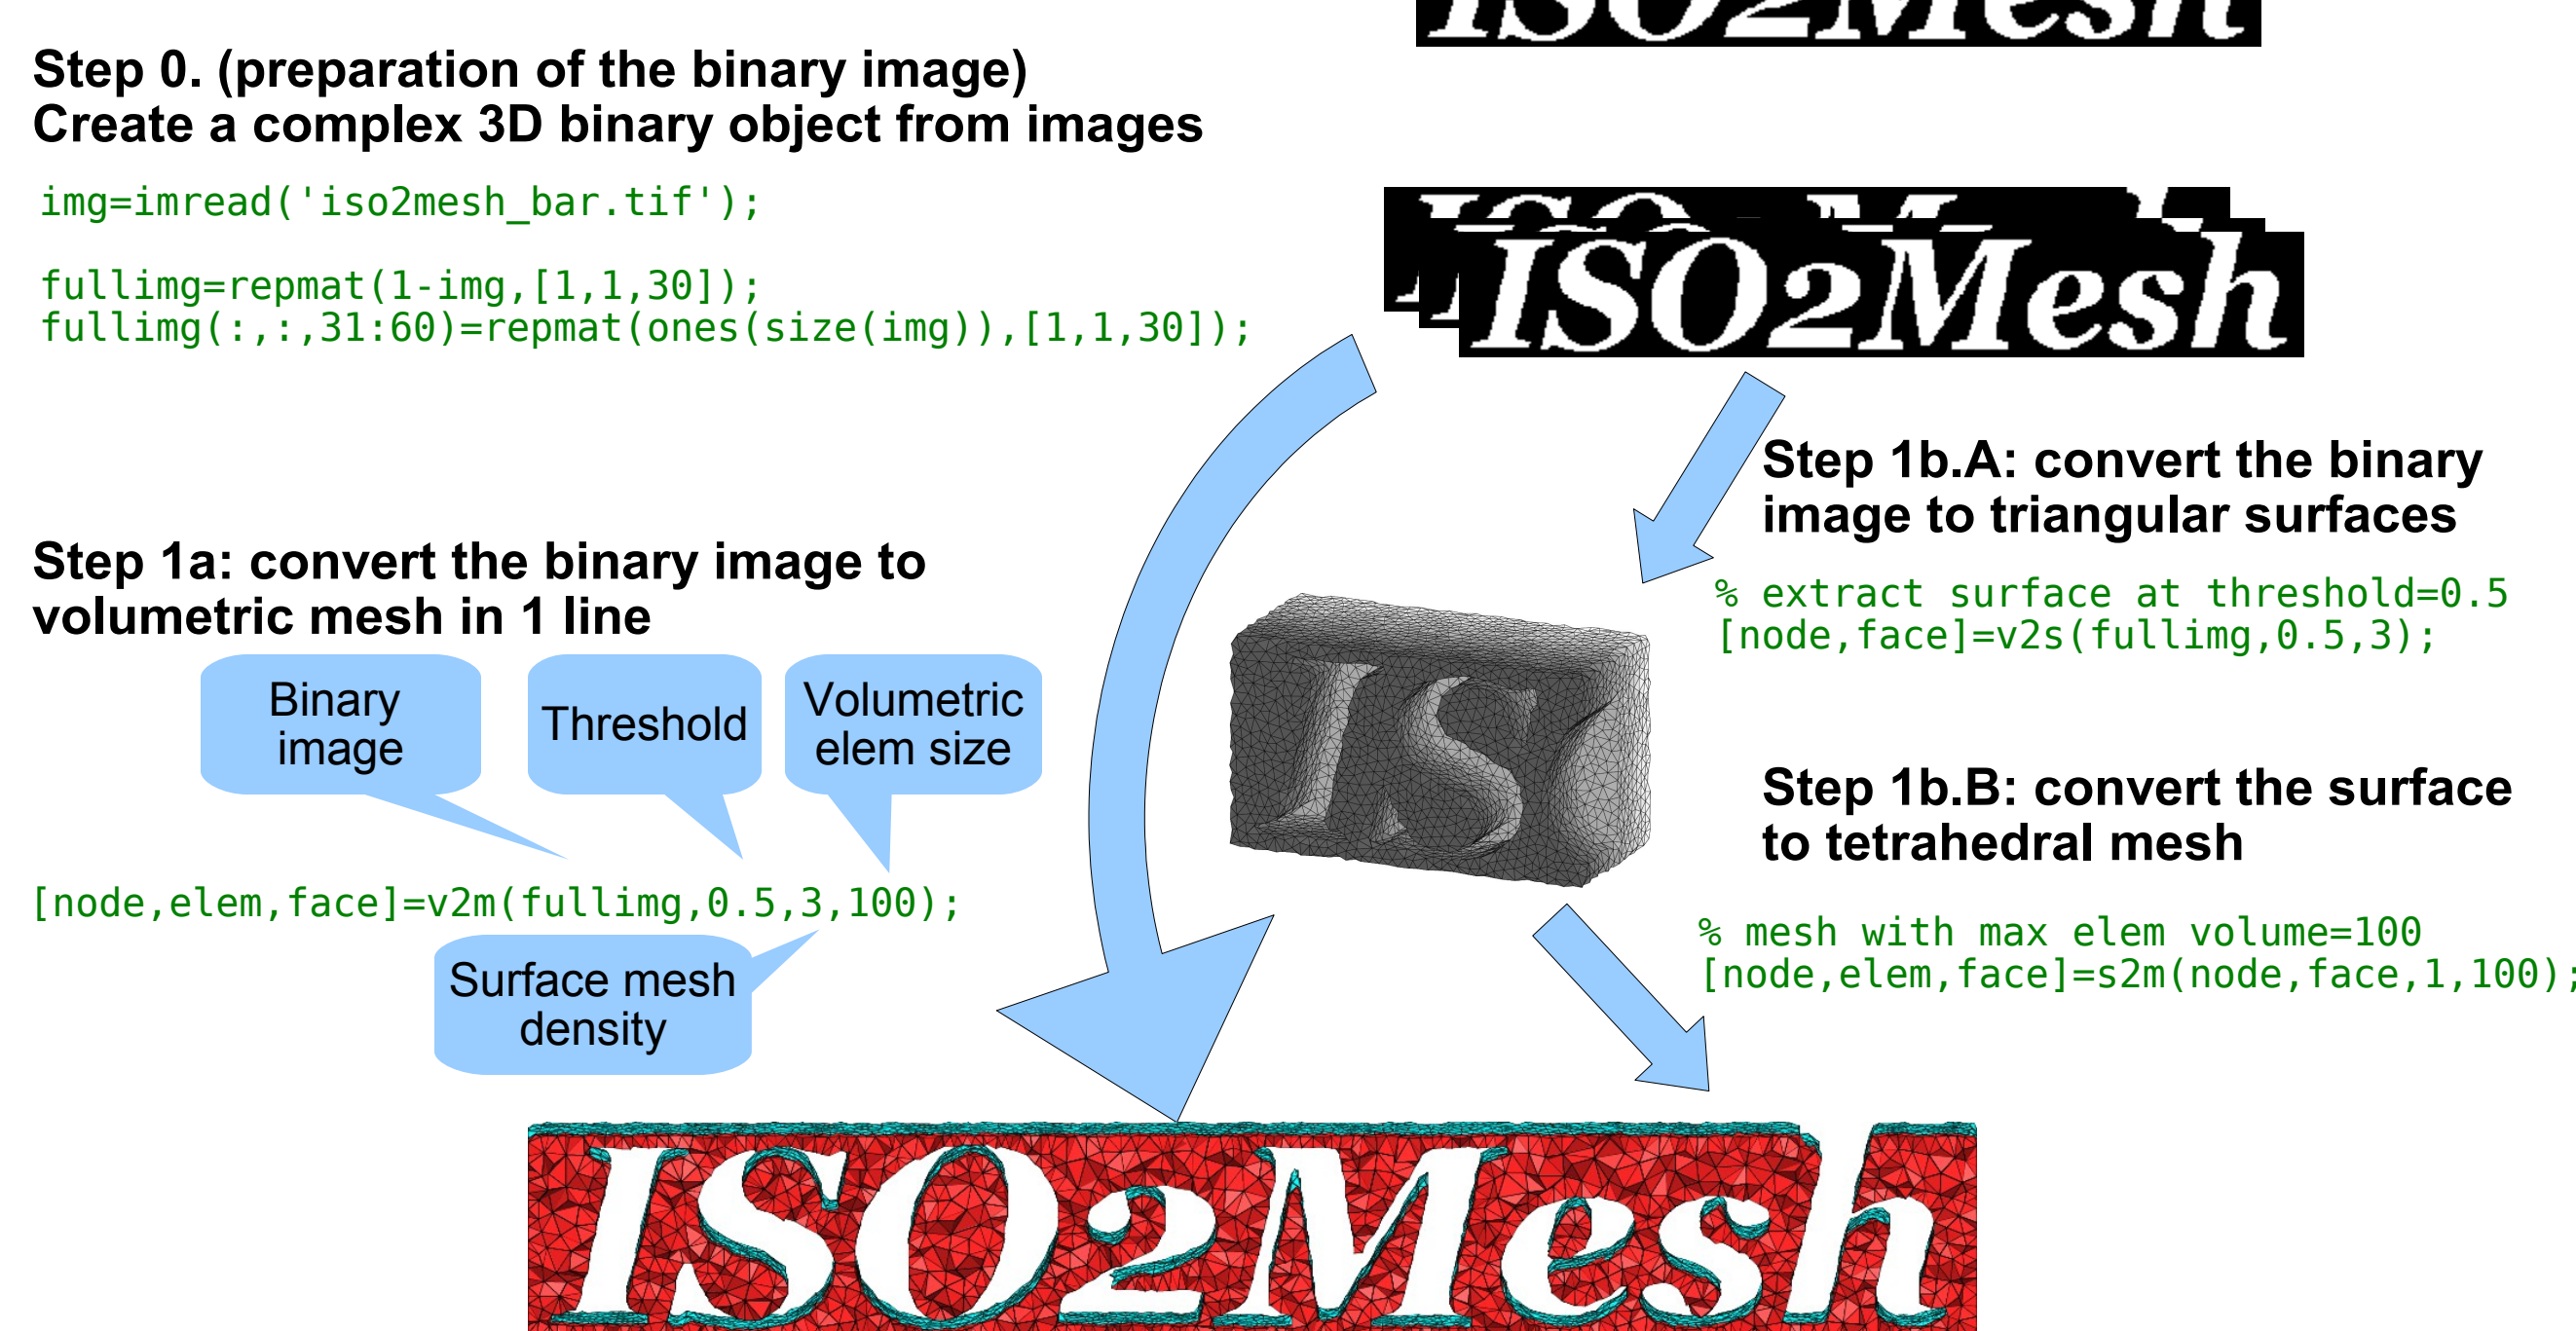 ISO2Mesh
Step 0. (preparation of the binary image)
Create a complex 3D binary object from images
img=imread('iso2mesh_bar.tif');
fullimg=repmat(1-img,[1,1,30]);
fullimg(:,:,31:60)=repmat(ones(size(img)),[1,1,30]);
ISO2Mesh
Step 1a: convert the binary image to
volumetric mesh in 1 line
Binary
image
Threshold
Volumetric
elem size
[node,elem,face]=v2m(fullimg,0.5,3,100);
Surface mesh
density
Step 1b.A: convert the binary
image to triangular surfaces
% extract surface at threshold=0.5
[node,face]=v2s(fullimg,0.5,3);
IS
Step 1b.B: convert the surface
to tetrahedral mesh
% mesh with max elem volume=100
[node,elem,face]=s2m(node,face,1,100);
ISO2Mesh